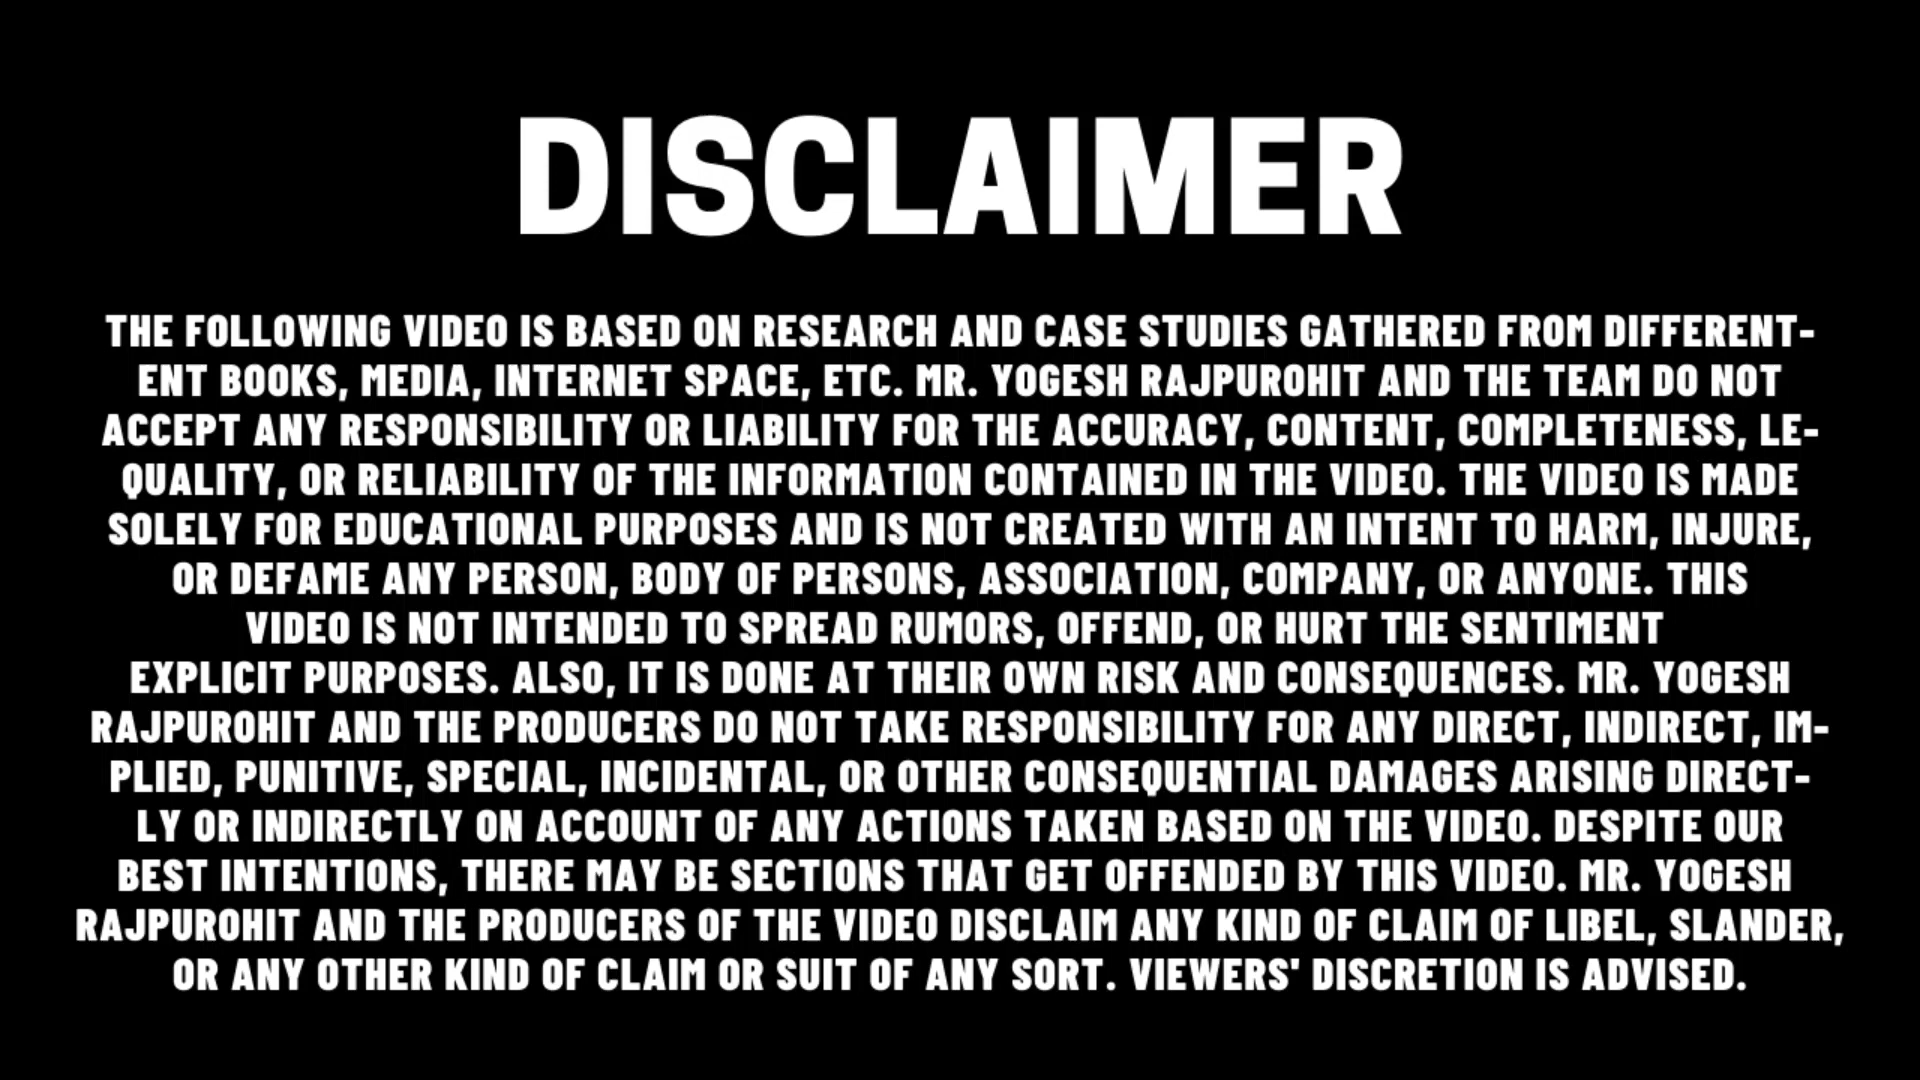 DISCLAIMER
THE FOLLOWING VIDEO IS BASED ON RESEARCH AND CASE STUDIES GATHERED FROM DIFFERENT-
ENT BOOKS, MEDIA, INTERNET SPACE, ETC. MR. YOGESH RAJPUROHIT AND THE TEAM DO NOT
ACCEPT ANY RESPONSIBILITY OR LIABILITY FOR THE ACCURACY, CONTENT, COMPLETENESS, LE-
QUALITY, OR RELIABILITY OF THE INFORMATION CONTAINED IN THE VIDEO. THE VIDEO IS MADE
SOLELY FOR EDUCATIONAL PURPOSES AND IS NOT CREATED WITH AN INTENT TO HARM, INJURE,
OR DEFAME ANY PERSON, BODY OF PERSONS, ASSOCIATION, COMPANY, OR ANYONE. THIS
VIDEO IS NOT INTENDED TO SPREAD RUMORS, OFFEND, OR HURT THE SENTIMENT
EXPLICIT PURPOSES. ALSO, IT IS DONE AT THEIR OWN RISK AND CONSEQUENCES. MR. YOGESH
RAJPUROHIT AND THE PRODUCERS DO NOT TAKE RESPONSIBILITY FOR ANY DIRECT, INDIRECT, IM-
PLIED, PUNITIVE, SPECIAL, INCIDENTAL, OR OTHER CONSEQUENTIAL DAMAGES ARISING DIRECT-
LY OR INDIRECTLY ON ACCOUNT OF ANY ACTIONS TAKEN BASED ON THE VIDEO. DESPITE OUR
BEST INTENTIONS, THERE MAY BE SECTIONS THAT GET OFFENDED BY THIS VIDEO. MR. YOGESH
RAJPUROHIT AND THE PRODUCERS OF THE VIDEO DISCLAIM ANY KIND OF CLAIM OF LIBEL, SLANDER,
OR ANY OTHER KIND OF CLAIM OR SUIT OF ANY SORT. VIEWERS' DISCRETION IS ADVISED.